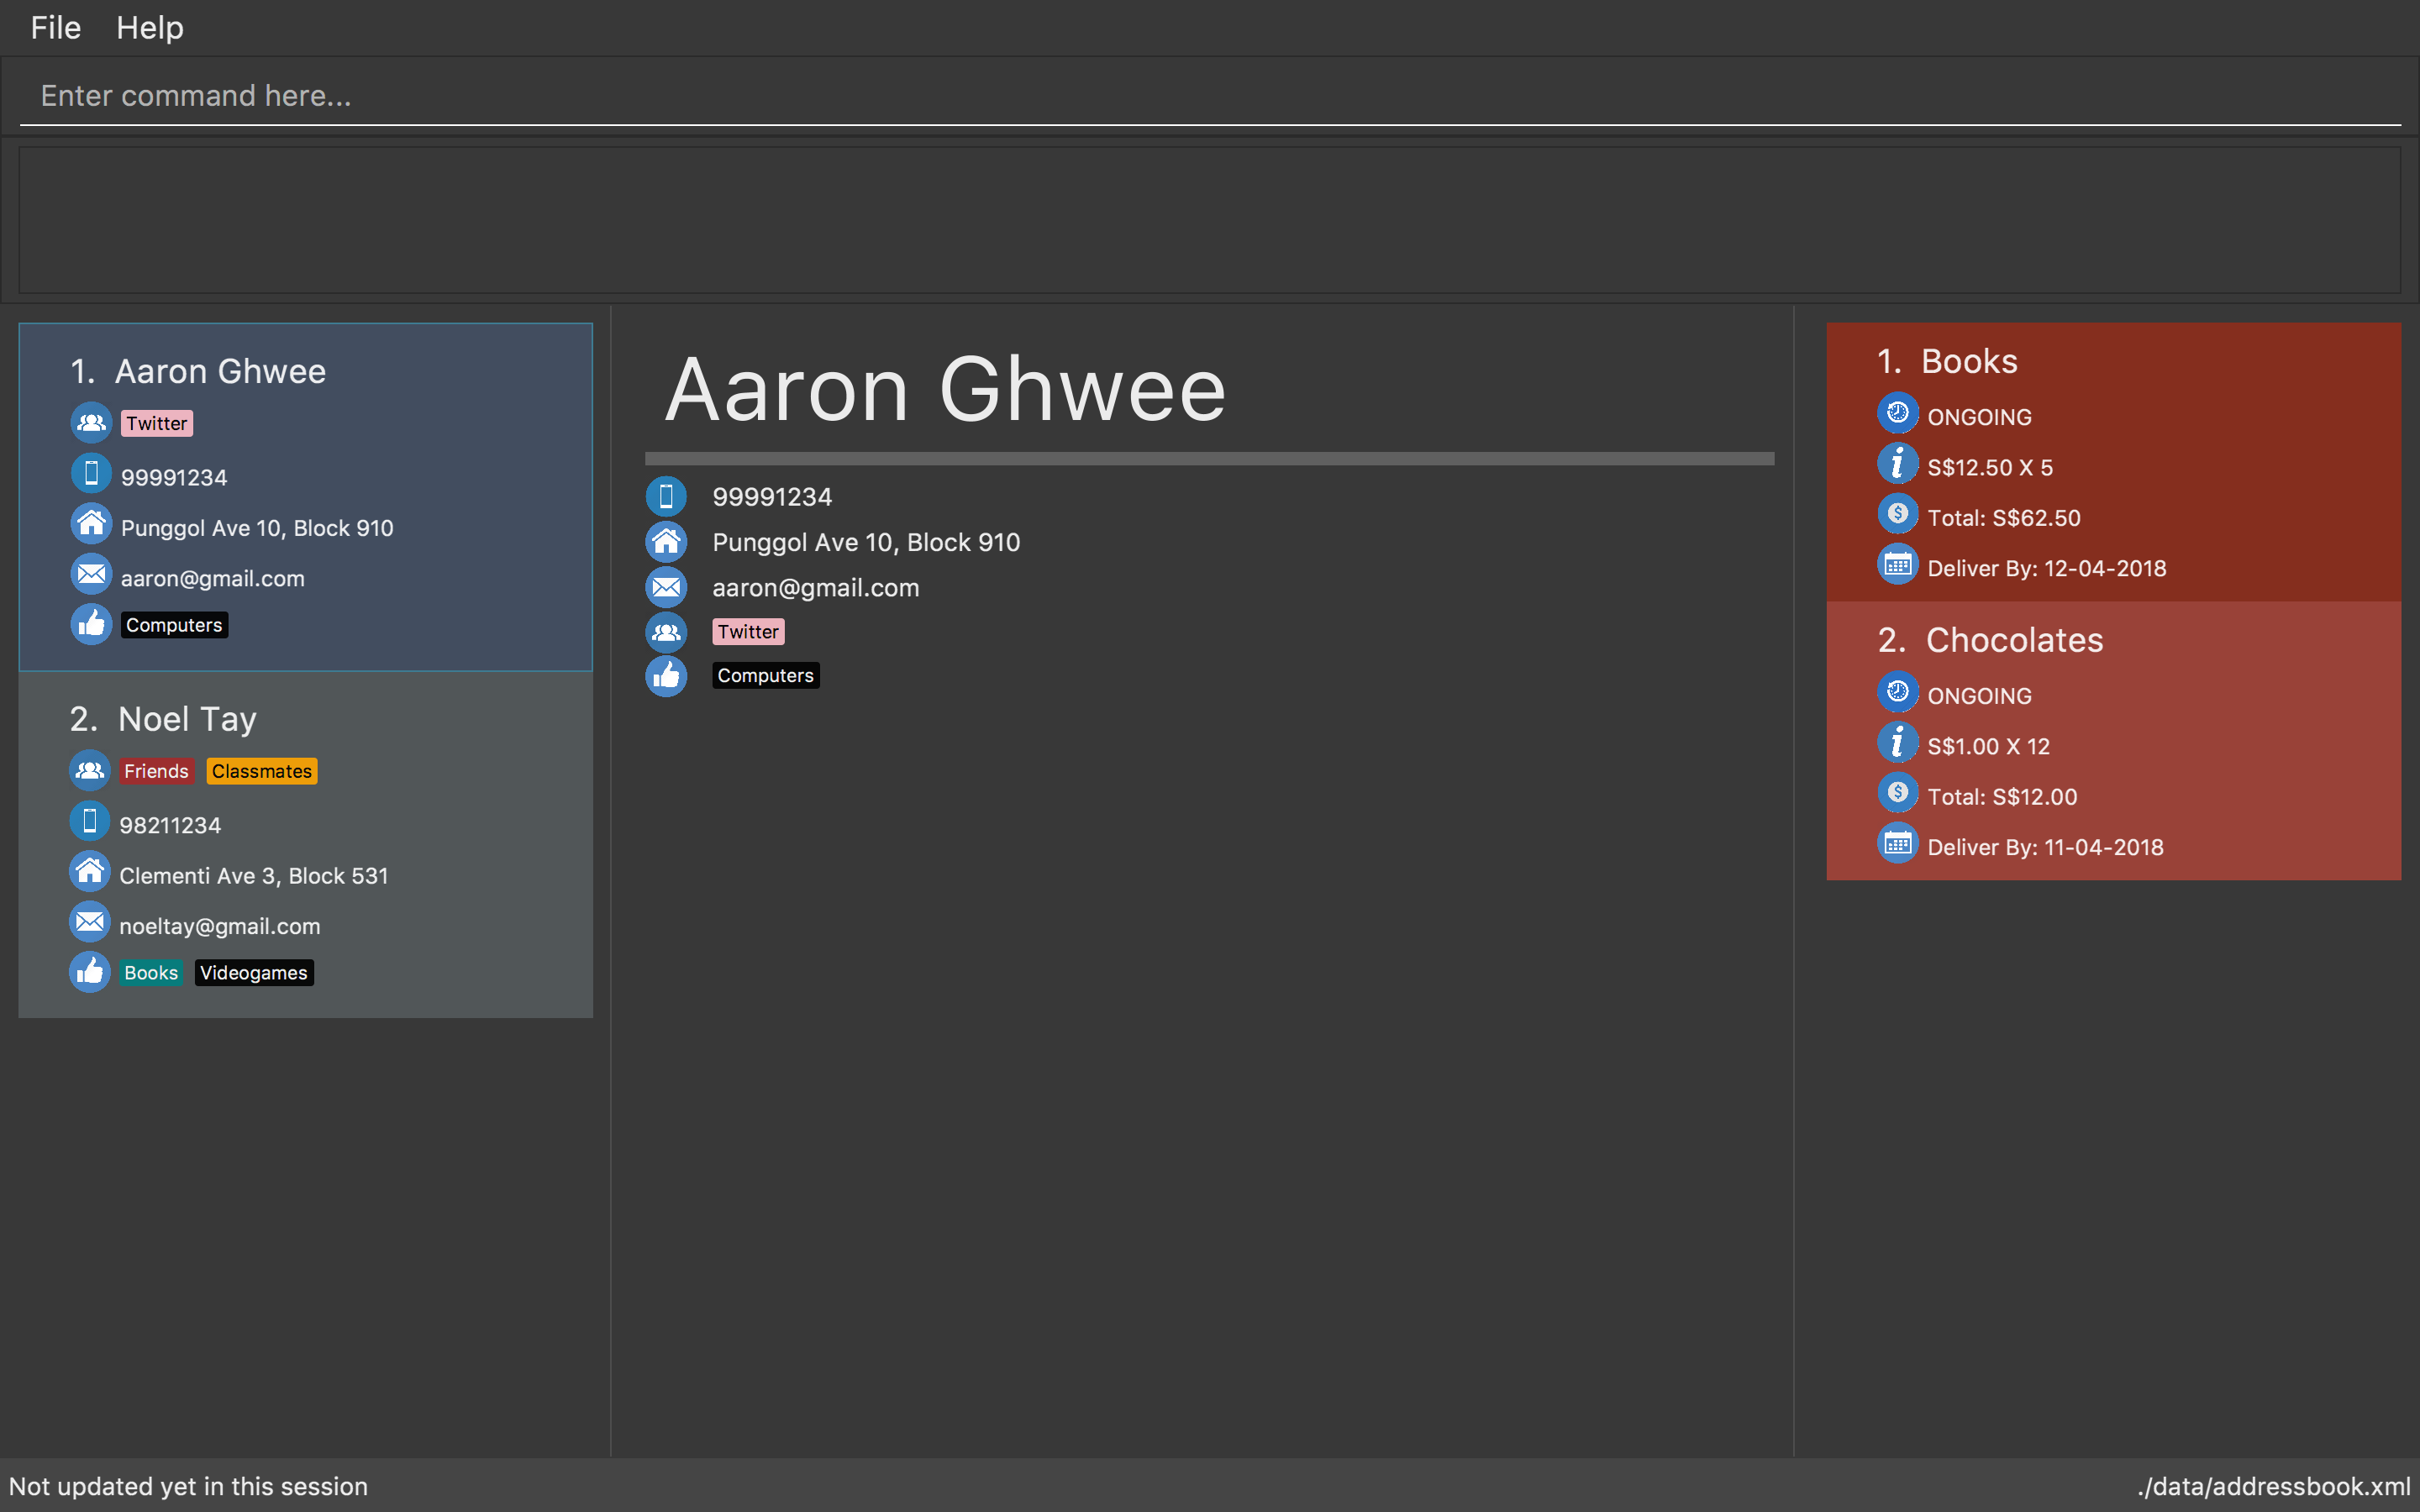 File Help
Enter command here...
1. Aaron Ghwee
Twitter
99991234
Punggol Ave 10, Block 910
aaron@gmail.com
Computers
2. Noel Tay
Friends Classmates
98211234
Clementi Ave 3, Block 531
noeltay@gmail.com
Books Videogames
Aaron Ghwee
99991234
Punggol Ave 10, Block 910
aaron@gmail.com
Twitter
Computers
1. Books
ONGOING
S$12.50 X 5
Total: S$62.50
Deliver By: 12-04-2018
2. Chocolates
ONGOING
S$1.00 X 12
Total: S$12.00
Deliver By: 11-04-2018
Not updated yet in this session
./data/addressbook.xml